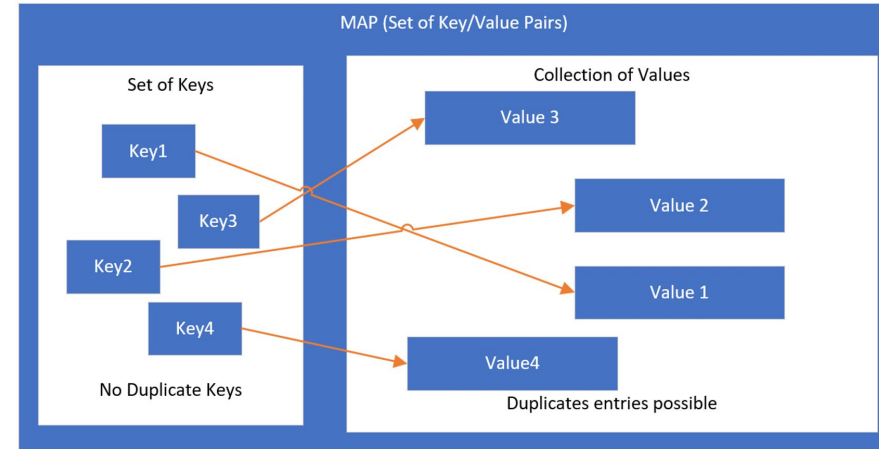 MAP (Set of Key/Value Pairs)
Set of Keys
Key1
Key3
Key2
Key4
No Duplicate Keys
Collection of Values
Value 3
Value 2
Value 1
Value4
Duplicates entries possible